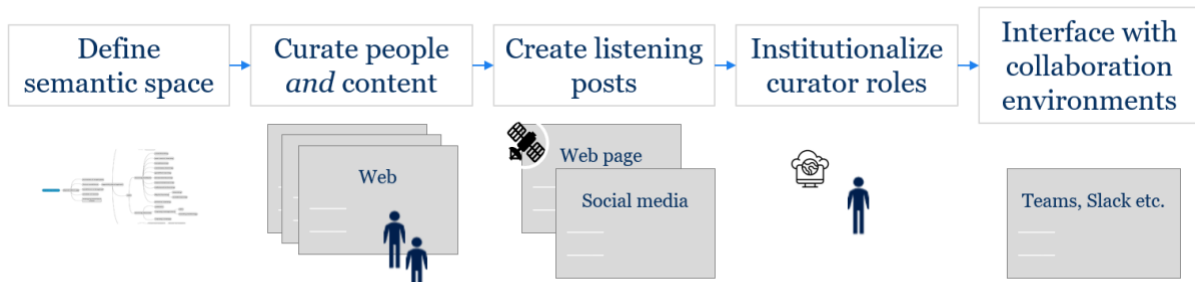 Define
semantic space
Curate people
and content
Create listening
posts
Institutionalize
curator roles
Interface with
collaboration
environments
Web
Web page
Social media
Teams, Slack etc.